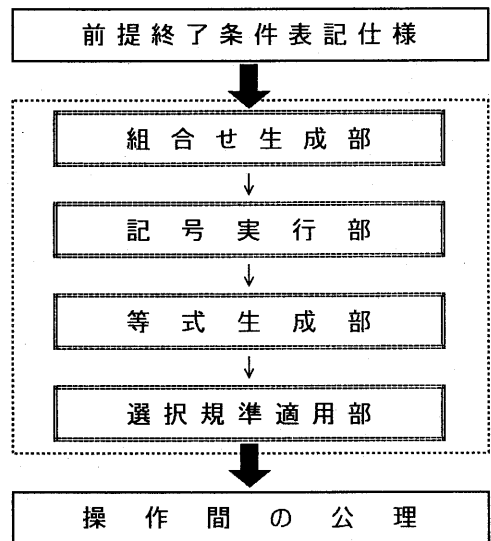 前提終了条件表記仕様
組合せ生成部
記号実行部
等式生成部
選択規準適用部
操作間の公理